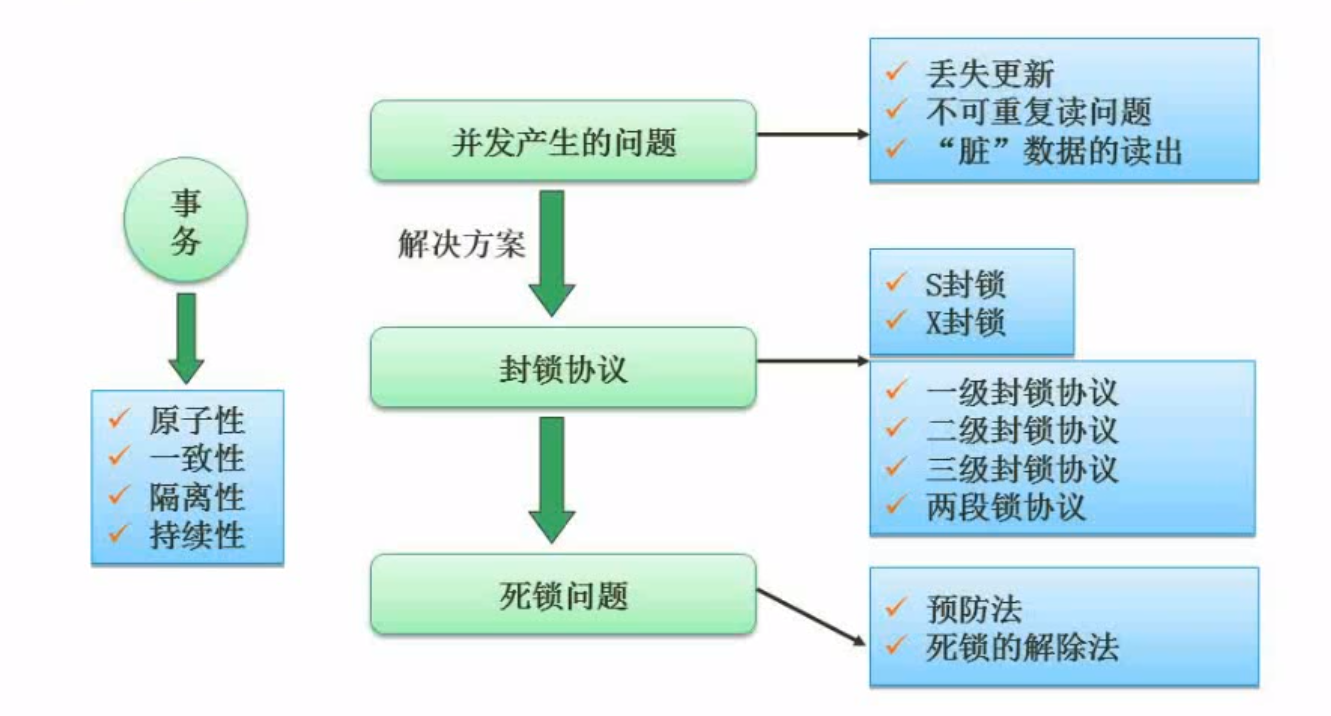 事
务
原子性
一致性
隔离性
持续性
并发产生的问题
丢失更新
不可重复读问题
“脏”数据的读出
解决方案
封锁协议
S封锁
X封锁
一级封锁协议
二级封锁协议
三级封锁协议
两段锁协议
死锁问题
预防法
死锁的解除法